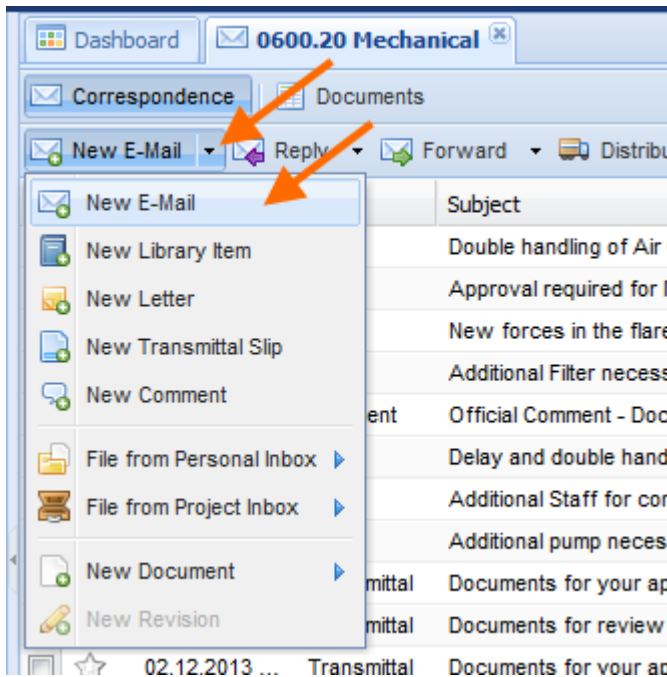 Dashboard 0600.20 Mechanical
Correspondence Documents
New E-Mail Reply Forward Distribu
New E-Mail Subject
New Library Item Double handling of Air
New Letter Approval required for
New Transmittal Slip New forces in the flare
New Comment Additional Filter necess
ent Official Comment - Doc
File from Personal Inbox Delay and double hand
File from Project Inbox Additional Staff for cor
Additional pump neces
New Document mittal Documents for your ap
New Revision mittal Documents for review
02.12.2013 ... Transmittal Documents for your ap